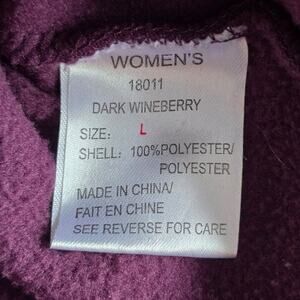 WOMEN'S
18011
DARK WINEBERRY
SIZE: L
SHELL: 100%POLYESTER/
POLYESTER
MADE IN CHINA/
FAIT EN CHINE
SEE REVERSE FOR CARE